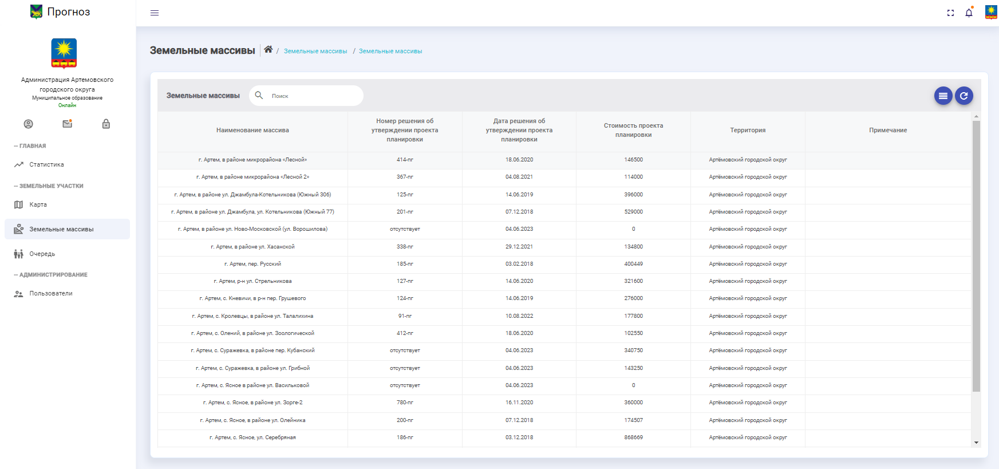 Прогноз
Администрация Артемовского
городского округа
Муниципальное образование
Онлайн
-- ГЛАВНАЯ
Статистика
-- ЗЕМЕЛЬНЫЕ УЧАСТКИ
Карта
Земельные массивы
Очередь
-- АДМИНИСТРИРОВАНИЕ
Пользователи
Земельные массивы / Земельные массивы / Земельные массивы
Земельные массивы Поиск
Наименование массива
Номер решения об
утверждении проекта
планировки
Дата решения об
утверждении проекта
планировки
Стоимость проекта
планировки
Территория
Примечание
г. Артем, в районе микрорайона «Лесной» 414-пг 18.06.2020 146500 Артёмовский городской округ
г. Артем, в районе микрорайона «Лесной 2» 367-пг 04.08.2021 114000 Артёмовский городской округ
г. Артем, в районе ул. Джамбула-Котельникова (Южный 306) 125-пг 14.06.2019 396000 Артёмовский городской округ
г. Артем, в районе ул. Джамбула, ул. Котельникова (Южный 77) 201-пг 07.12.2018 529000 Артёмовский городской округ
г. Артем, в районе ул. Ново-Московской (ул. Ворошилова) отсутствует 04.06.2023 0 Артёмовский городской округ
г. Артем, в районе ул. Хасанской 338-пг 29.12.2021 134800 Артёмовский городской округ
г. Артем, пер. Русский 185-пг 03.02.2018 400449 Артёмовский городской округ
г. Артем, р-н ул. Стрельникова 127-пг 14.06.2020 321600 Артёмовский городской округ
г. Артем, с. Кневичи, в р-н пер. Грушевого 124-пг 14.06.2019 276000 Артёмовский городской округ
г. Артем, с. Кролевцы, в районе ул. Талалихина 91-пг 10.08.2022 177800 Артёмовский городской округ
г. Артем, с. Олений, в районе ул. Зоологической 412-пг 18.06.2020 102550 Артёмовский городской округ
г. Артем, с. Суражевка, в районе пер. Кубанский отсутствует 04.06.2023 340750 Артёмовский городской округ
г. Артем, с. Суражевка, в районе ул. Грибной отсутствует 04.06.2023 143250 Артёмовский городской округ
г. Артем, с. Ясное в районе ул. Васильковой отсутствует 04.06.2023 0 Артёмовский городской округ
г. Артем, с. Ясное, в районе ул. Зорге-2 780-пг 16.11.2020 360000 Артёмовский городской округ
г. Артем, с. Ясное, в районе ул. Олейника 200-пг 07.12.2018 174507 Артёмовский городской округ
г. Артем, с. Ясное, ул. Серебряная 186-пг 03.12.2018 868669 Артёмовский городской округ